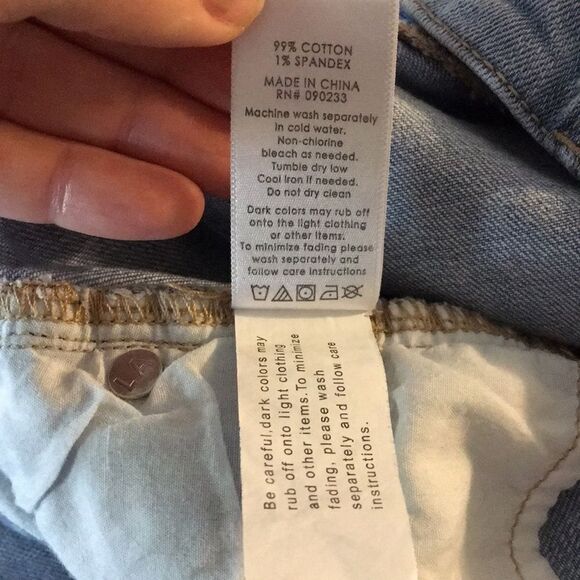 99% COTTON
1% SPANDEX
MADE IN CHINA
RN# 090233
Machine wash separately
in cold water.
Non-chlorine
bleach as needed.
Tumble dry low
Cool iron if needed.
Do not dry clean
Dark colors may rub off
onto the light clothing
or other items.
To minimize fading please
wash separately and
follow care instructions
Be careful,dark colors may
rub off onto light clothing
and other items.To minimize
fading, please wash
separately and follow care
instructions.